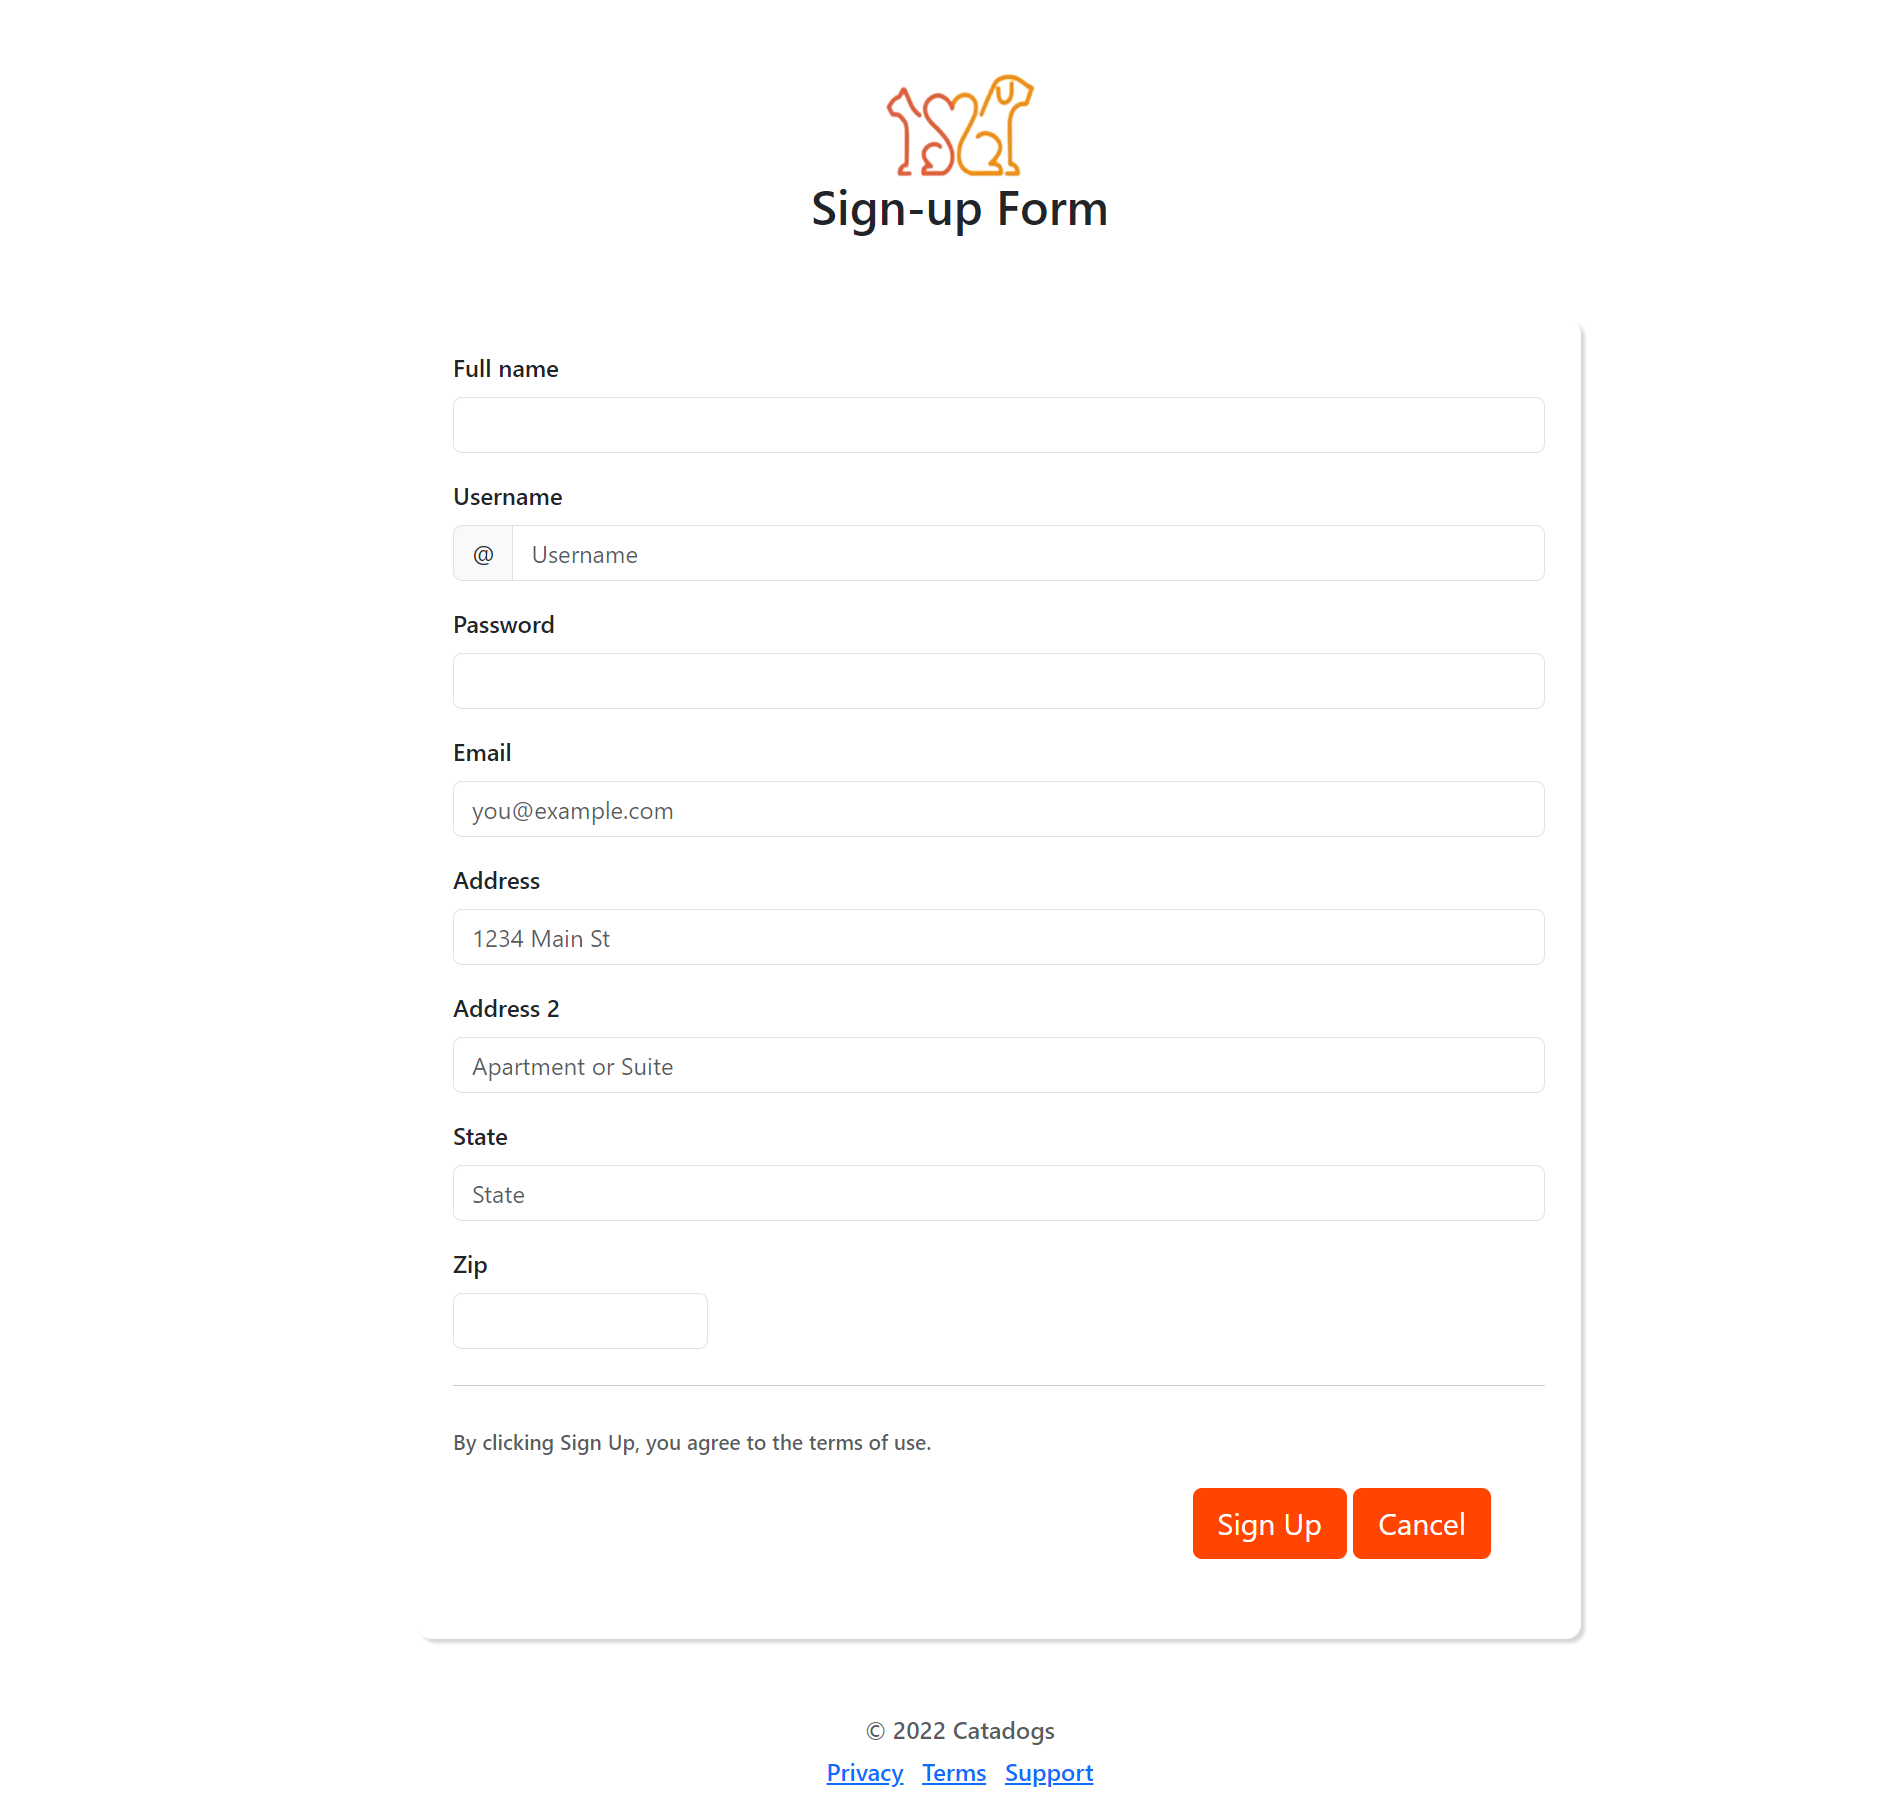 Sign-up Form
Full name
Username
@ Username
Password
Email
you@example.com
Address
1234 Main St
Address 2
Apartment or Suite
State
State
Zip
By clicking Sign Up, you agree to the terms of use.
Sign Up Cancel
© 2022 Catadogs
Privacy Terms Support